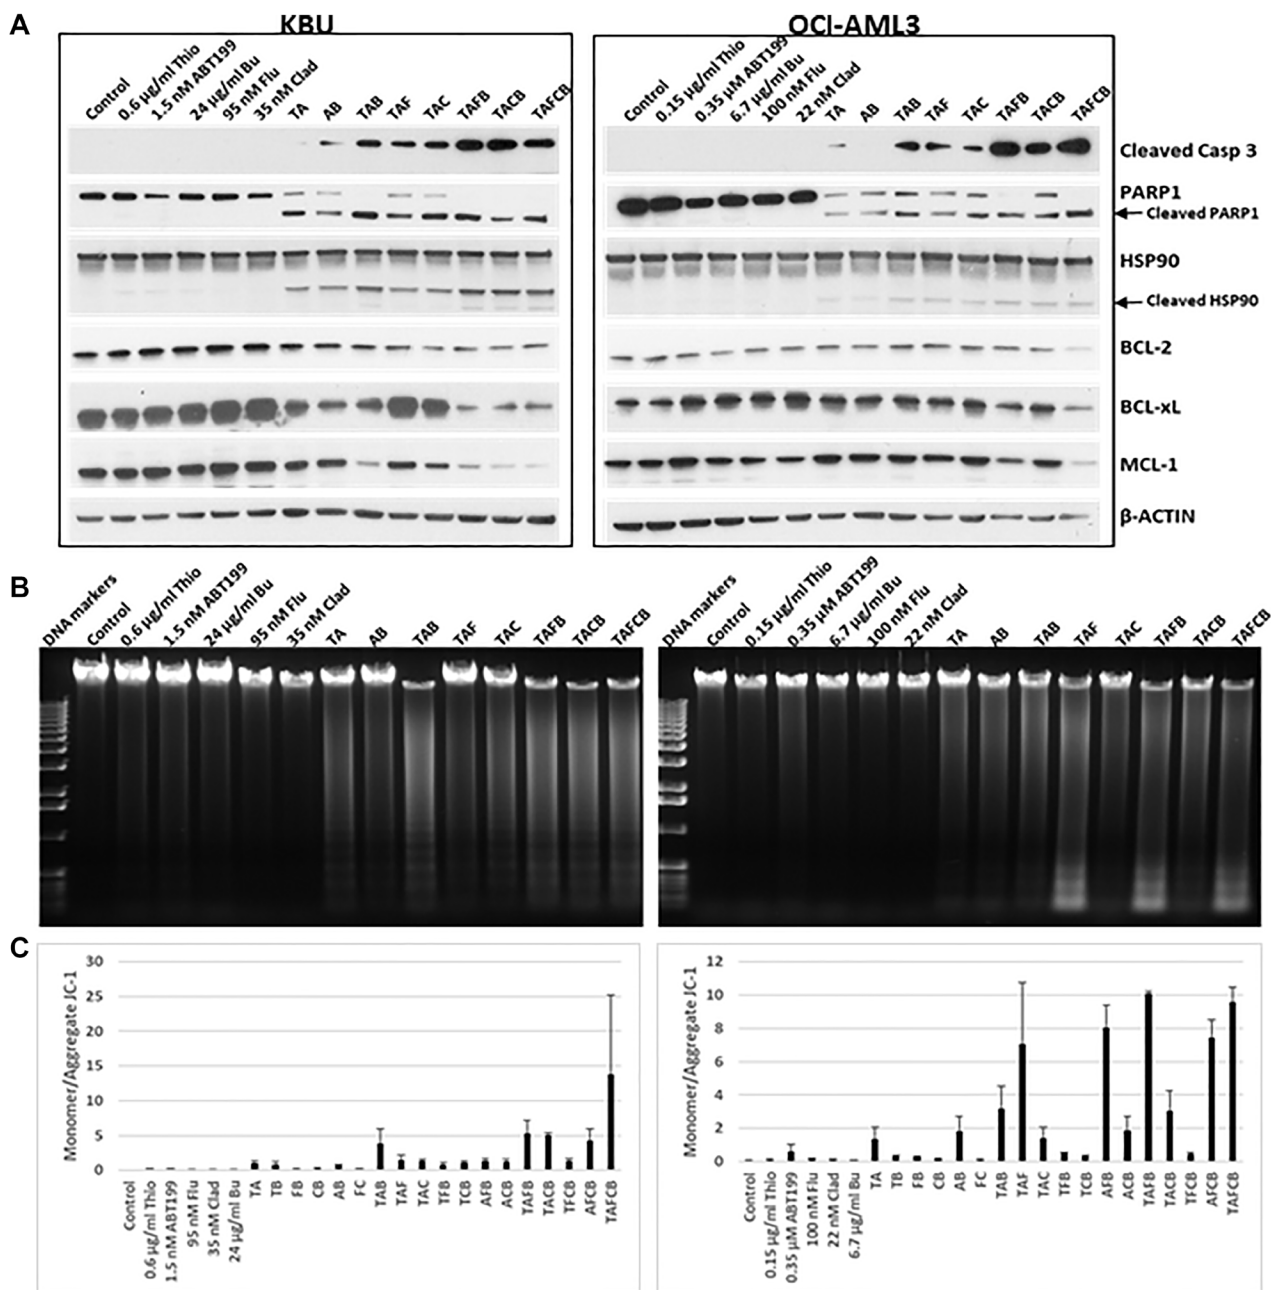 A
KBU
OCI-AML3
Control
0.6 µg/ml Thio
1.5 nM ABT199
24 µg/ml Bu
95 nM Flu
35 nM Clad
TA
AB
TAB
TAF
TAC
TAFB
TACB
TAFCB
Control
0.15 µg/ml Thio
0.35 µM ABT199
6.7 µg/ml Bu
100 nM Flu
22 nM Clad
TA
AB
TAB
TAF
TAC
TAFB
TACB
TAFCB
Cleaved Casp 3
PARP1
Cleaved PARP1
HSP90
Cleaved HSP90
BCL-2
BCL-xL
MCL-1
β-ACTIN
B
DNA markers
Control
0.6 µg/ml Thio
1.5 nM ABT199
24 µg/ml Bu
95 nM Flu
35 nM Clad
TA
AB
TAB
TAF
TAC
TAFB
TACB
TAFCB
DNA markers
Control
0.15 µg/ml Thio
0.35 µM ABT199
6.7 µg/ml Bu
100 nM Flu
22 nM Clad
TA
AB
TAB
TAF
TAC
TAFB
TACB
TAFCB
C
Monomer/Aggregate JC-1
30
25
20
15
10
5
0
Control
0.6 µg/ml Thio
1.5 nM ABT199
95 nM Flu
35 nM Clad
24 µg/ml Bu
TA
TB
FB
CB
AB
FC
TAB
TAF
TAC
TFB
TCB
AFB
ACB
TAFB
TACB
TFCB
AFCB
TAFCB
Monomer/Aggregate JC-1
12
10
8
6
4
2
0
Control
0.15 µg/ml Thio
0.35 µM ABT199
100 nM Flu
22 nM Clad
6.7 µg/ml Bu
TA
TB
FB
CB
AB
FC
TAB
TAF
TAC
TFB
TCB
AFB
ACB
TAFB
TACB
TFCB
AFCB
TAFCB